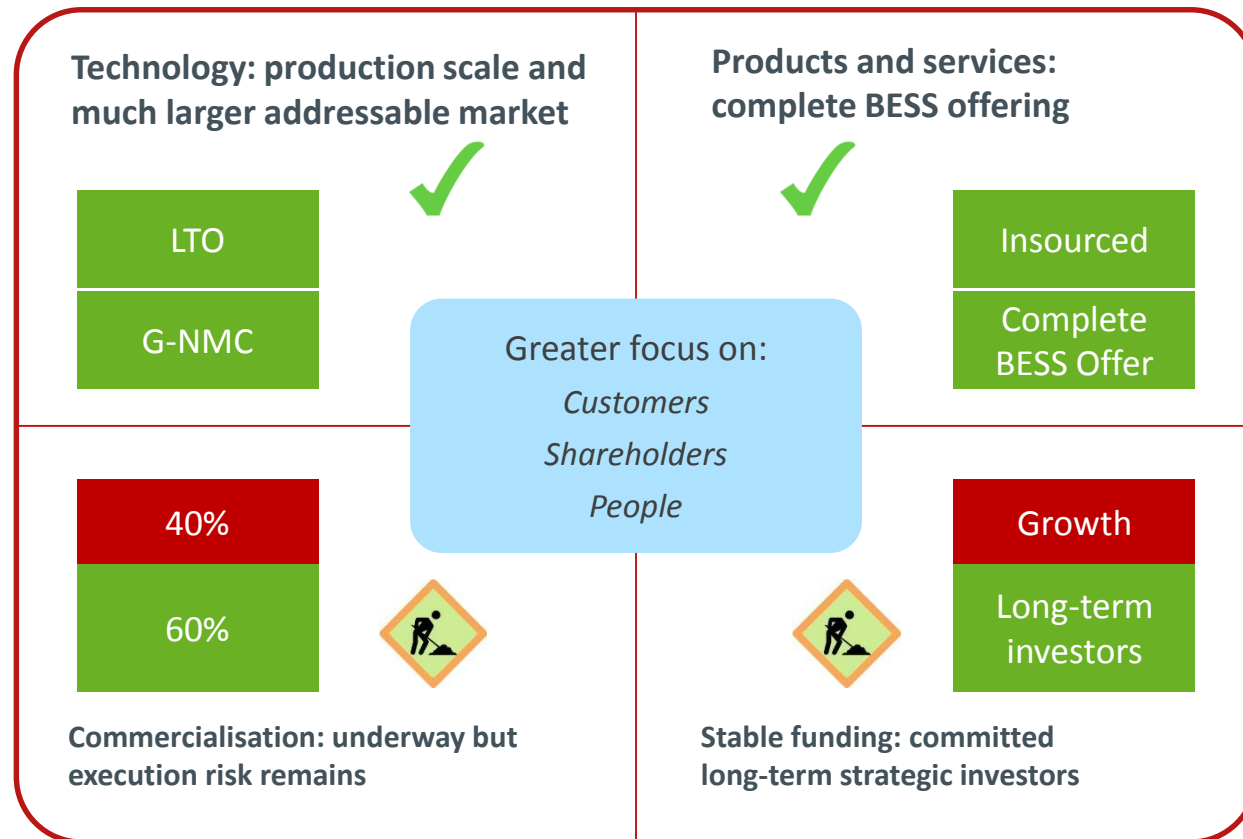 Technology: production scale and
much larger addressable market
LTO
G-NMC
Products and services:
complete BESS offering
Insourced
Complete
BESS Offer
Greater focus on:
Customers
Shareholders
People
40%
60%
Commercialisation: underway but
execution risk remains
Growth
Long-term
investors
Stable funding: committed
long-term strategic investors